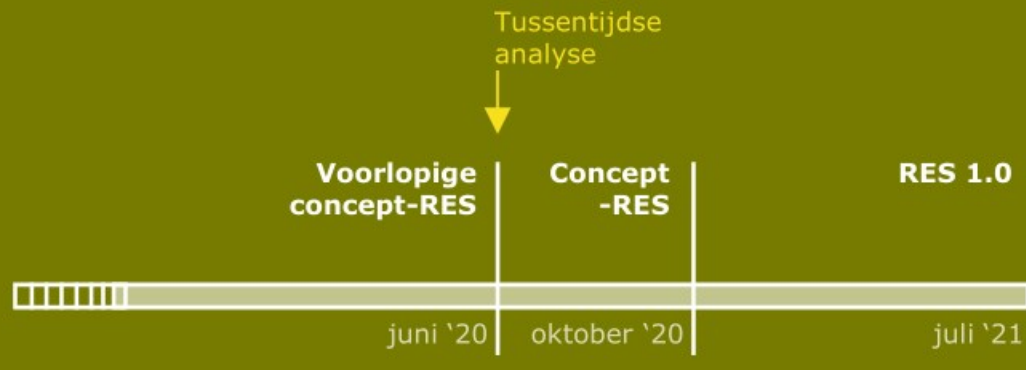 Tussentijdse
analyse
Voorlopige
concept-RES
Concept
-RES
RES 1.0
juni ‘20
oktober ‘20
juli ‘21